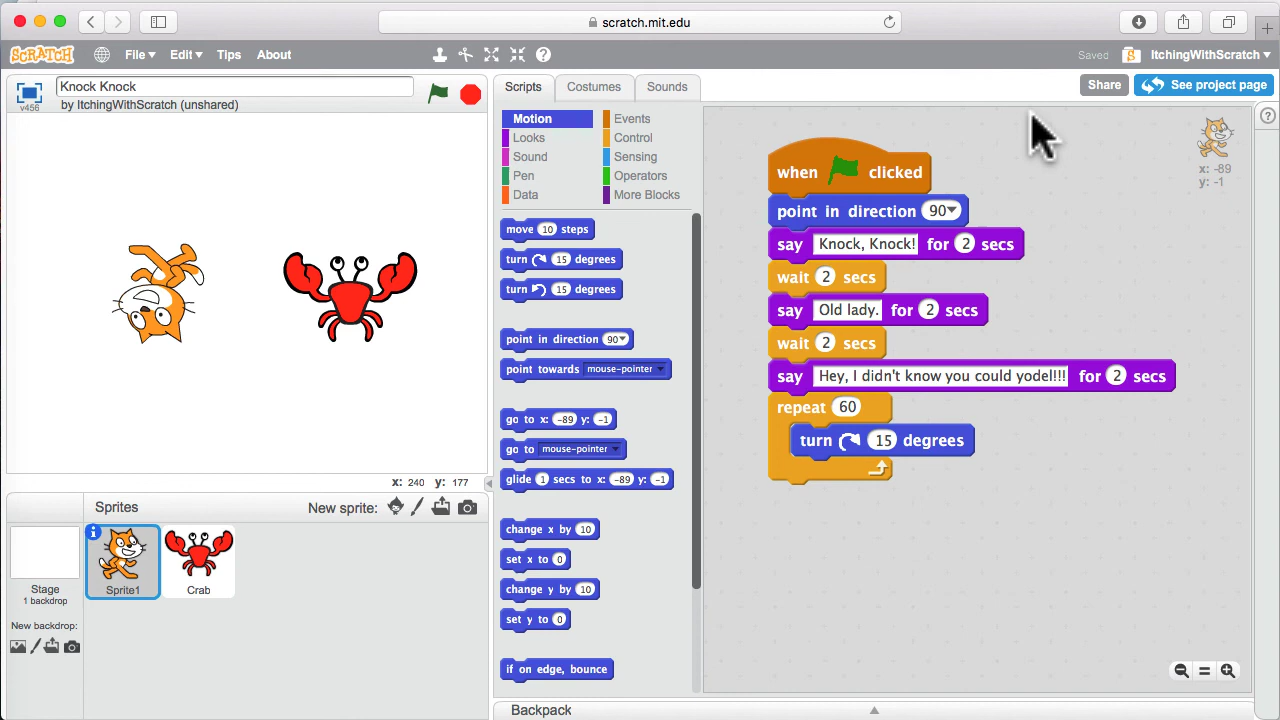 scratch.mit.edu
SCRATCH File Edit Tips About Saved ItchingWithScratch
v456 Knock Knock
by ItchingWithScratch (unshared)
Scripts Costumes Sounds
Share See project page
Motion Events
Looks Control
Sound Sensing
Pen Operators
Data More Blocks
move 10 steps
turn 15 degrees
turn 15 degrees
point in direction 90
point towards mouse-pointer
go to x: -89 y: -1
go to mouse-pointer
glide 1 secs to x: -89 y: -1
change x by 10
set x to 0
change y by 10
set y to 0
if on edge, bounce
when clicked
point in direction 90
say Knock, Knock! for 2 secs
wait 2 secs
say Old lady. for 2 secs
wait 2 secs
say Hey, I didn't know you could yodel!!! for 2 secs
repeat 60
turn 15 degrees
x: -89
y: -1
x: 240 y: 177
Sprites New sprite:
Stage
1 backdrop
New backdrop:
Sprite1
Crab
Backpack